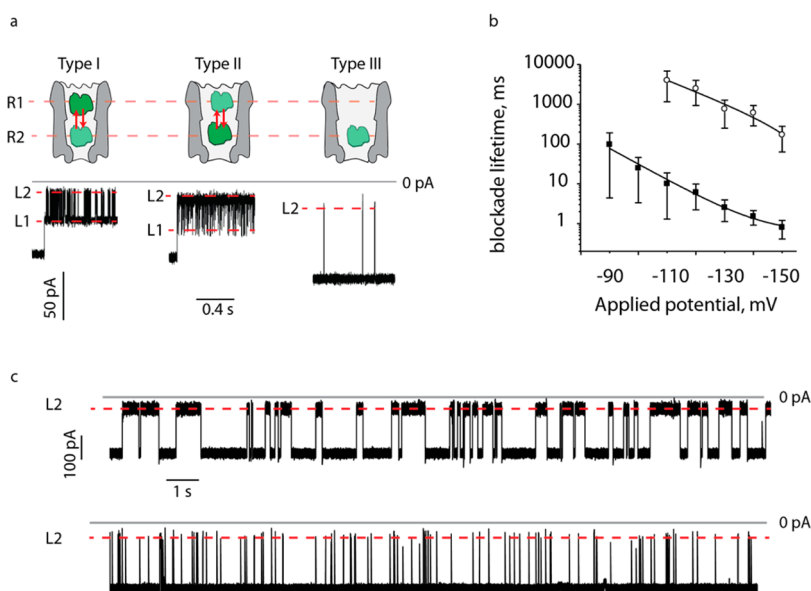 a
Type I Type II Type III
R1
R2
0 pA
L2 L2 L2
L1 L1
50 pA
0.4 s
b
10000
1000
100
10
1
blockade lifetime, ms
-90 -110 -130 -150
Applied potential, mV
c
0 pA
L2
100 pA
1 s
0 pA
L2